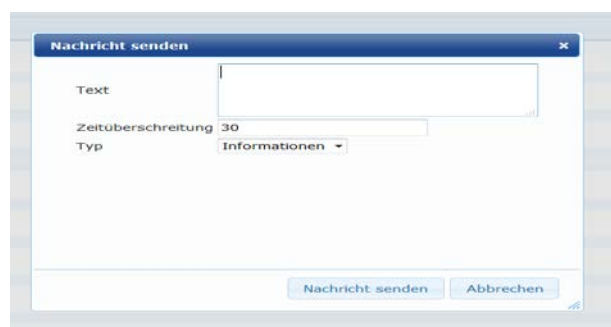 Nachricht senden
Text
Zeitüberschreitung 30
Typ Informationen
Nachricht senden Abbrechen